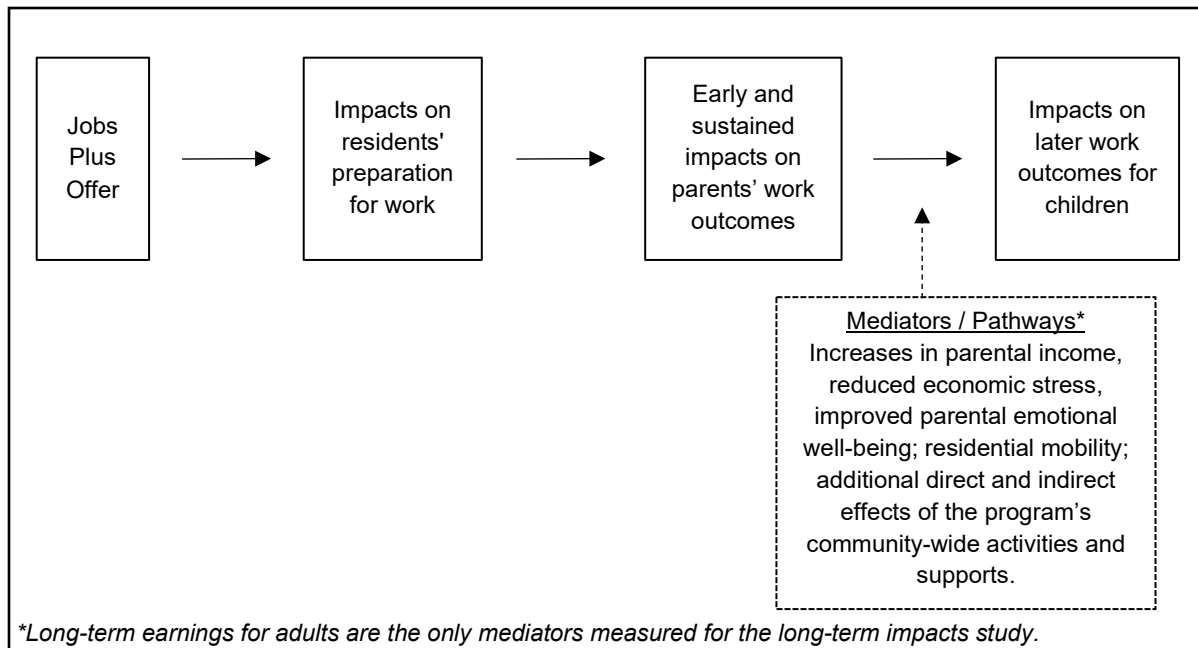 Jobs
Plus
Offer
Impacts on
residents'
preparation
for work
Early and
sustained
impacts on
parents’ work
outcomes
Impacts on
later work
outcomes for
children
Mediators / Pathways*
Increases in parental income,
reduced economic stress,
improved parental emotional
well-being; residential mobility;
additional direct and indirect
effects of the program’s
community-wide activities and
supports.
*Long-term earnings for adults are the only mediators measured for the long-term impacts study.